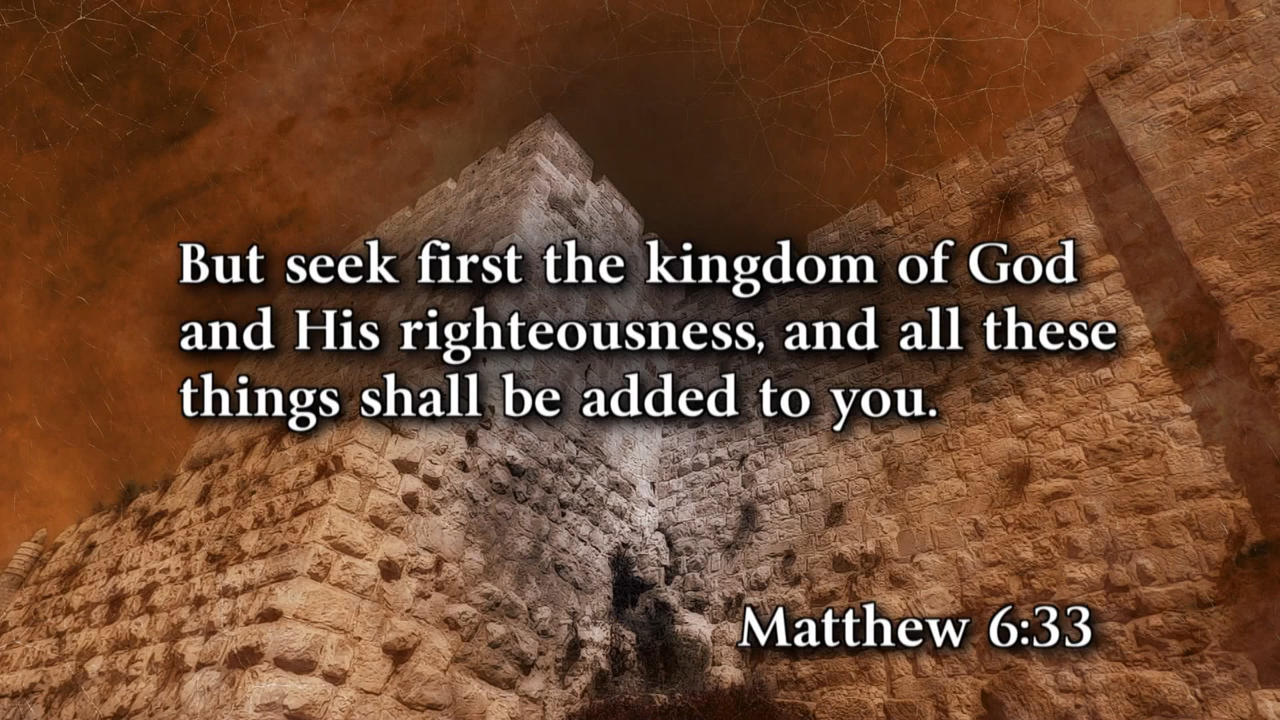 But seek first the kingdom of God
and His righteousness, and all these
things shall be added to you.
Matthew 6:33